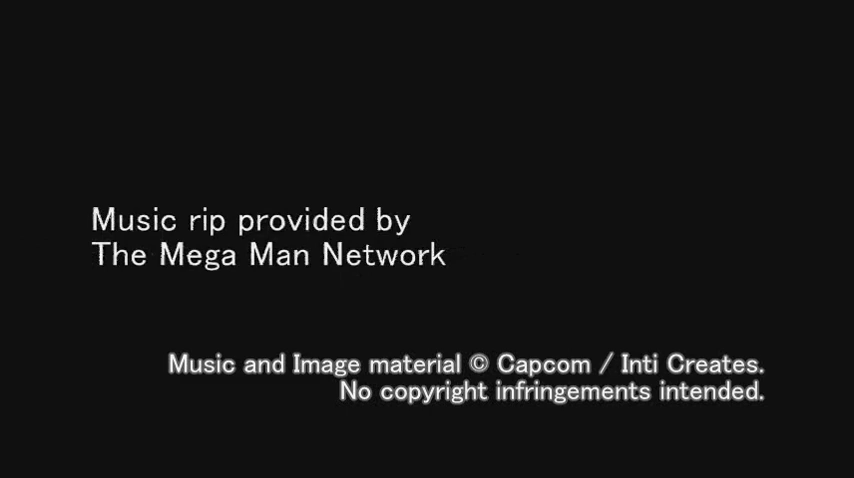 Music rip provided by
The Mega Man Network
Music and Image material © Capcom / Inti Creates.
No copyright infringements intended.